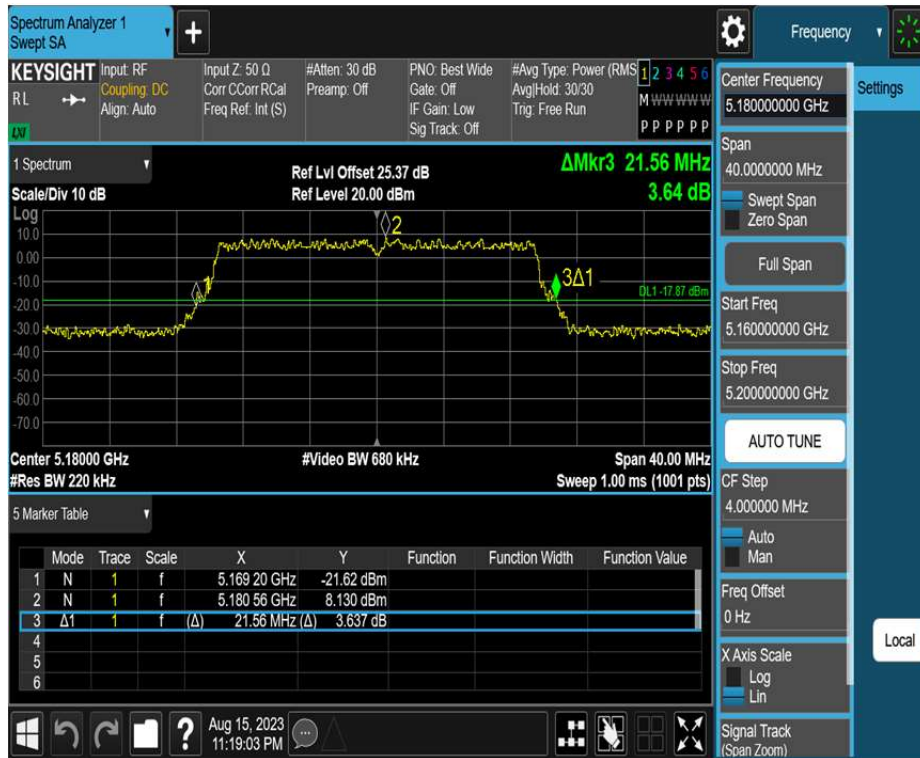 Spectrum Analyzer 1
Swept SA
+
Frequency
KEYSIGHT
RL
LXI
Input: RF
Coupling: DC
Align: Auto
Input Z: 50 Ω
Corr CCorr RCal
Freq Ref: Int (S)
#Atten: 30 dB
Preamp: Off
PNO: Best Wide
Gate: Off
IF Gain: Low
Sig Track: Off
#Avg Type: Power (RMS
Avg|Hold: 30/30
Trig: Free Run
1 2 3 4 5 6
M W W W W W
P P P P P P
1 Spectrum
Scale/Div 10 dB
Ref Lvl Offset 25.37 dB
Ref Level 20.00 dBm
ΔMkr3 21.56 MHz
3.64 dB
Log
10.0
0.00
-10.0
-20.0
-30.0
-40.0
-50.0
-60.0
-70.0
1
2
3Δ1
DL1 -17.87 dBm
Center 5.18000 GHz
#Video BW 680 kHz
Span 40.00 MHz
#Res BW 220 kHz
Sweep 1.00 ms (1001 pts)
5 Marker Table
Mode Trace Scale X Y Function Function Width Function Value
1 N 1 f 5.169 20 GHz -21.62 dBm
2 N 1 f 5.180 56 GHz 8.130 dBm
3 Δ1 1 f (Δ) 21.56 MHz (Δ) 3.637 dB
4
5
6
?
Aug 15, 2023
11:19:03 PM
Center Frequency
5.180000000 GHz
Settings
Span
40.0000000 MHz
Swept Span
Zero Span
Full Span
Start Freq
5.160000000 GHz
Stop Freq
5.200000000 GHz
AUTO TUNE
CF Step
4.000000 MHz
Auto
Man
Freq Offset
0 Hz
Local
X Axis Scale
Log
Lin
Signal Track
(Span Zoom)